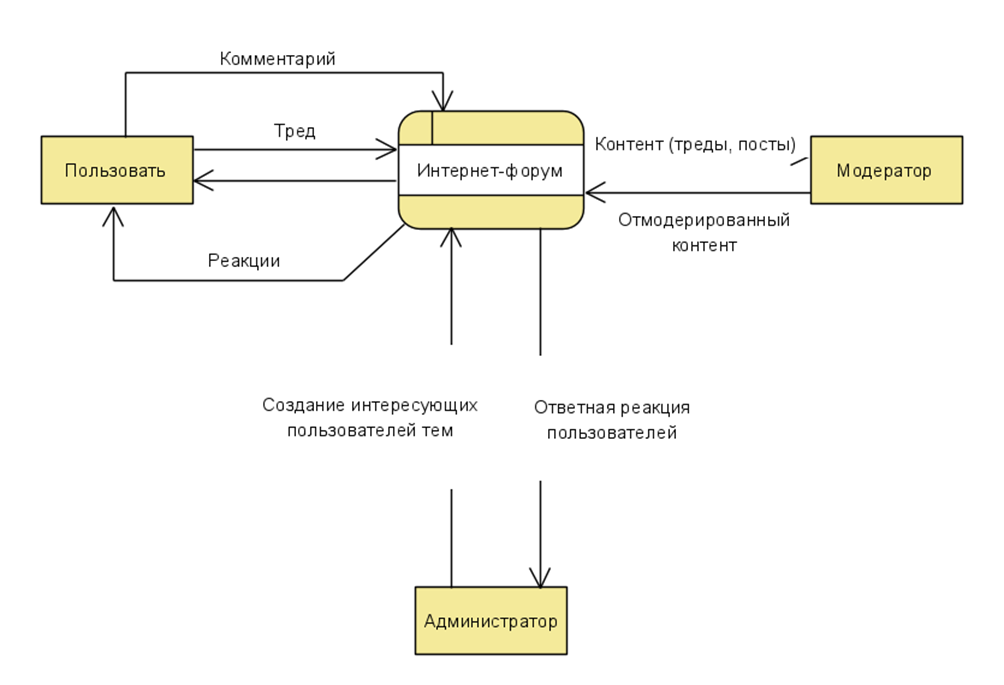 Комментарий
Тред
Пользовать
Интернет-форум
Контент (треды, посты)
Модератор
Отмодерированный
контент
Реакции
Создание интересующих
пользователей тем
Ответная реакция
пользователей
Администратор